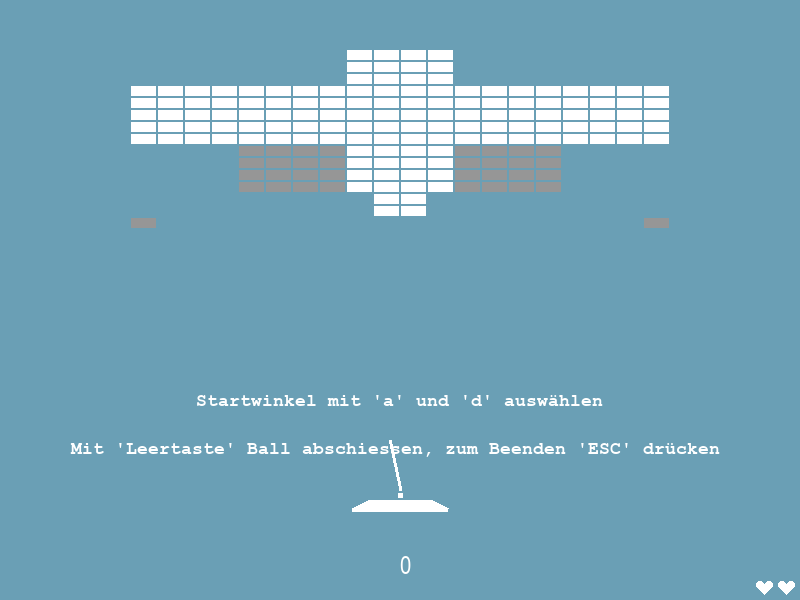 Startwinkel mit 'a' und 'd' auswählen
Mit 'Leertaste' Ball abschiessen, zum Beenden 'ESC' drücken
0